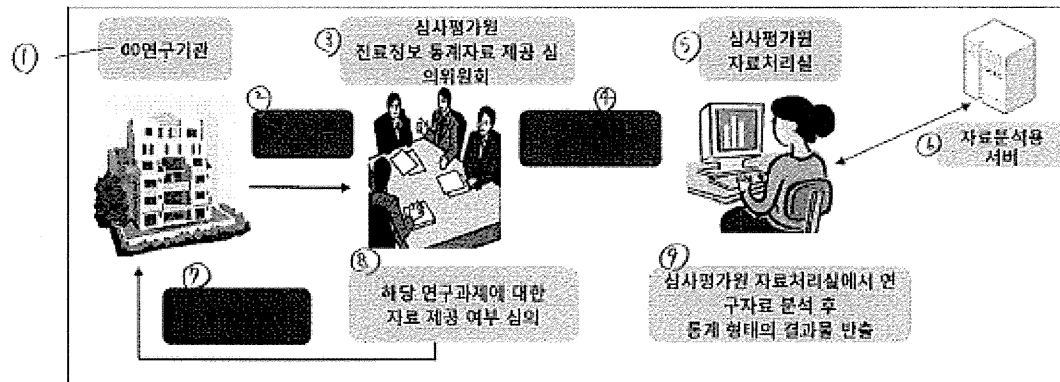 ①
OO연구기관
③
심사평가원
진료정보 통계자료 제공 심
의위원회
⑤
심사평가원
자료처리실
②
④
⑥
자료분석용
서버
⑦
⑧
해당 연구과제에 대한
자료 제공 여부 심의
⑨
심사평가원 자료처리실에서 연
구자료 분석 후
통계 형태의 결과물 반출